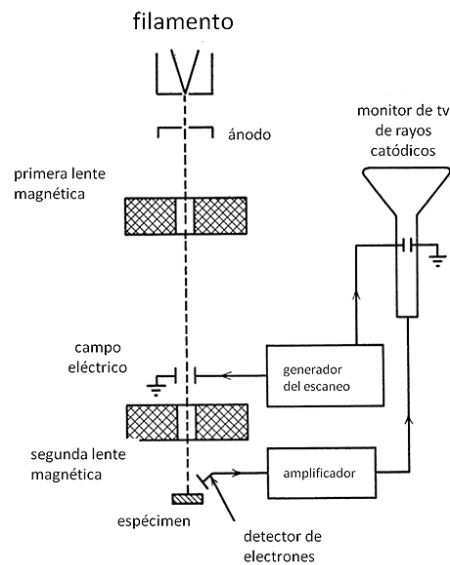 filamento
ánodo
monitor de tv
de rayos
catódicos
primera lente
magnética
campo
eléctrico
generador
del escaneo
segunda lente
magnética
amplificador
espécimen
detector de
electrones